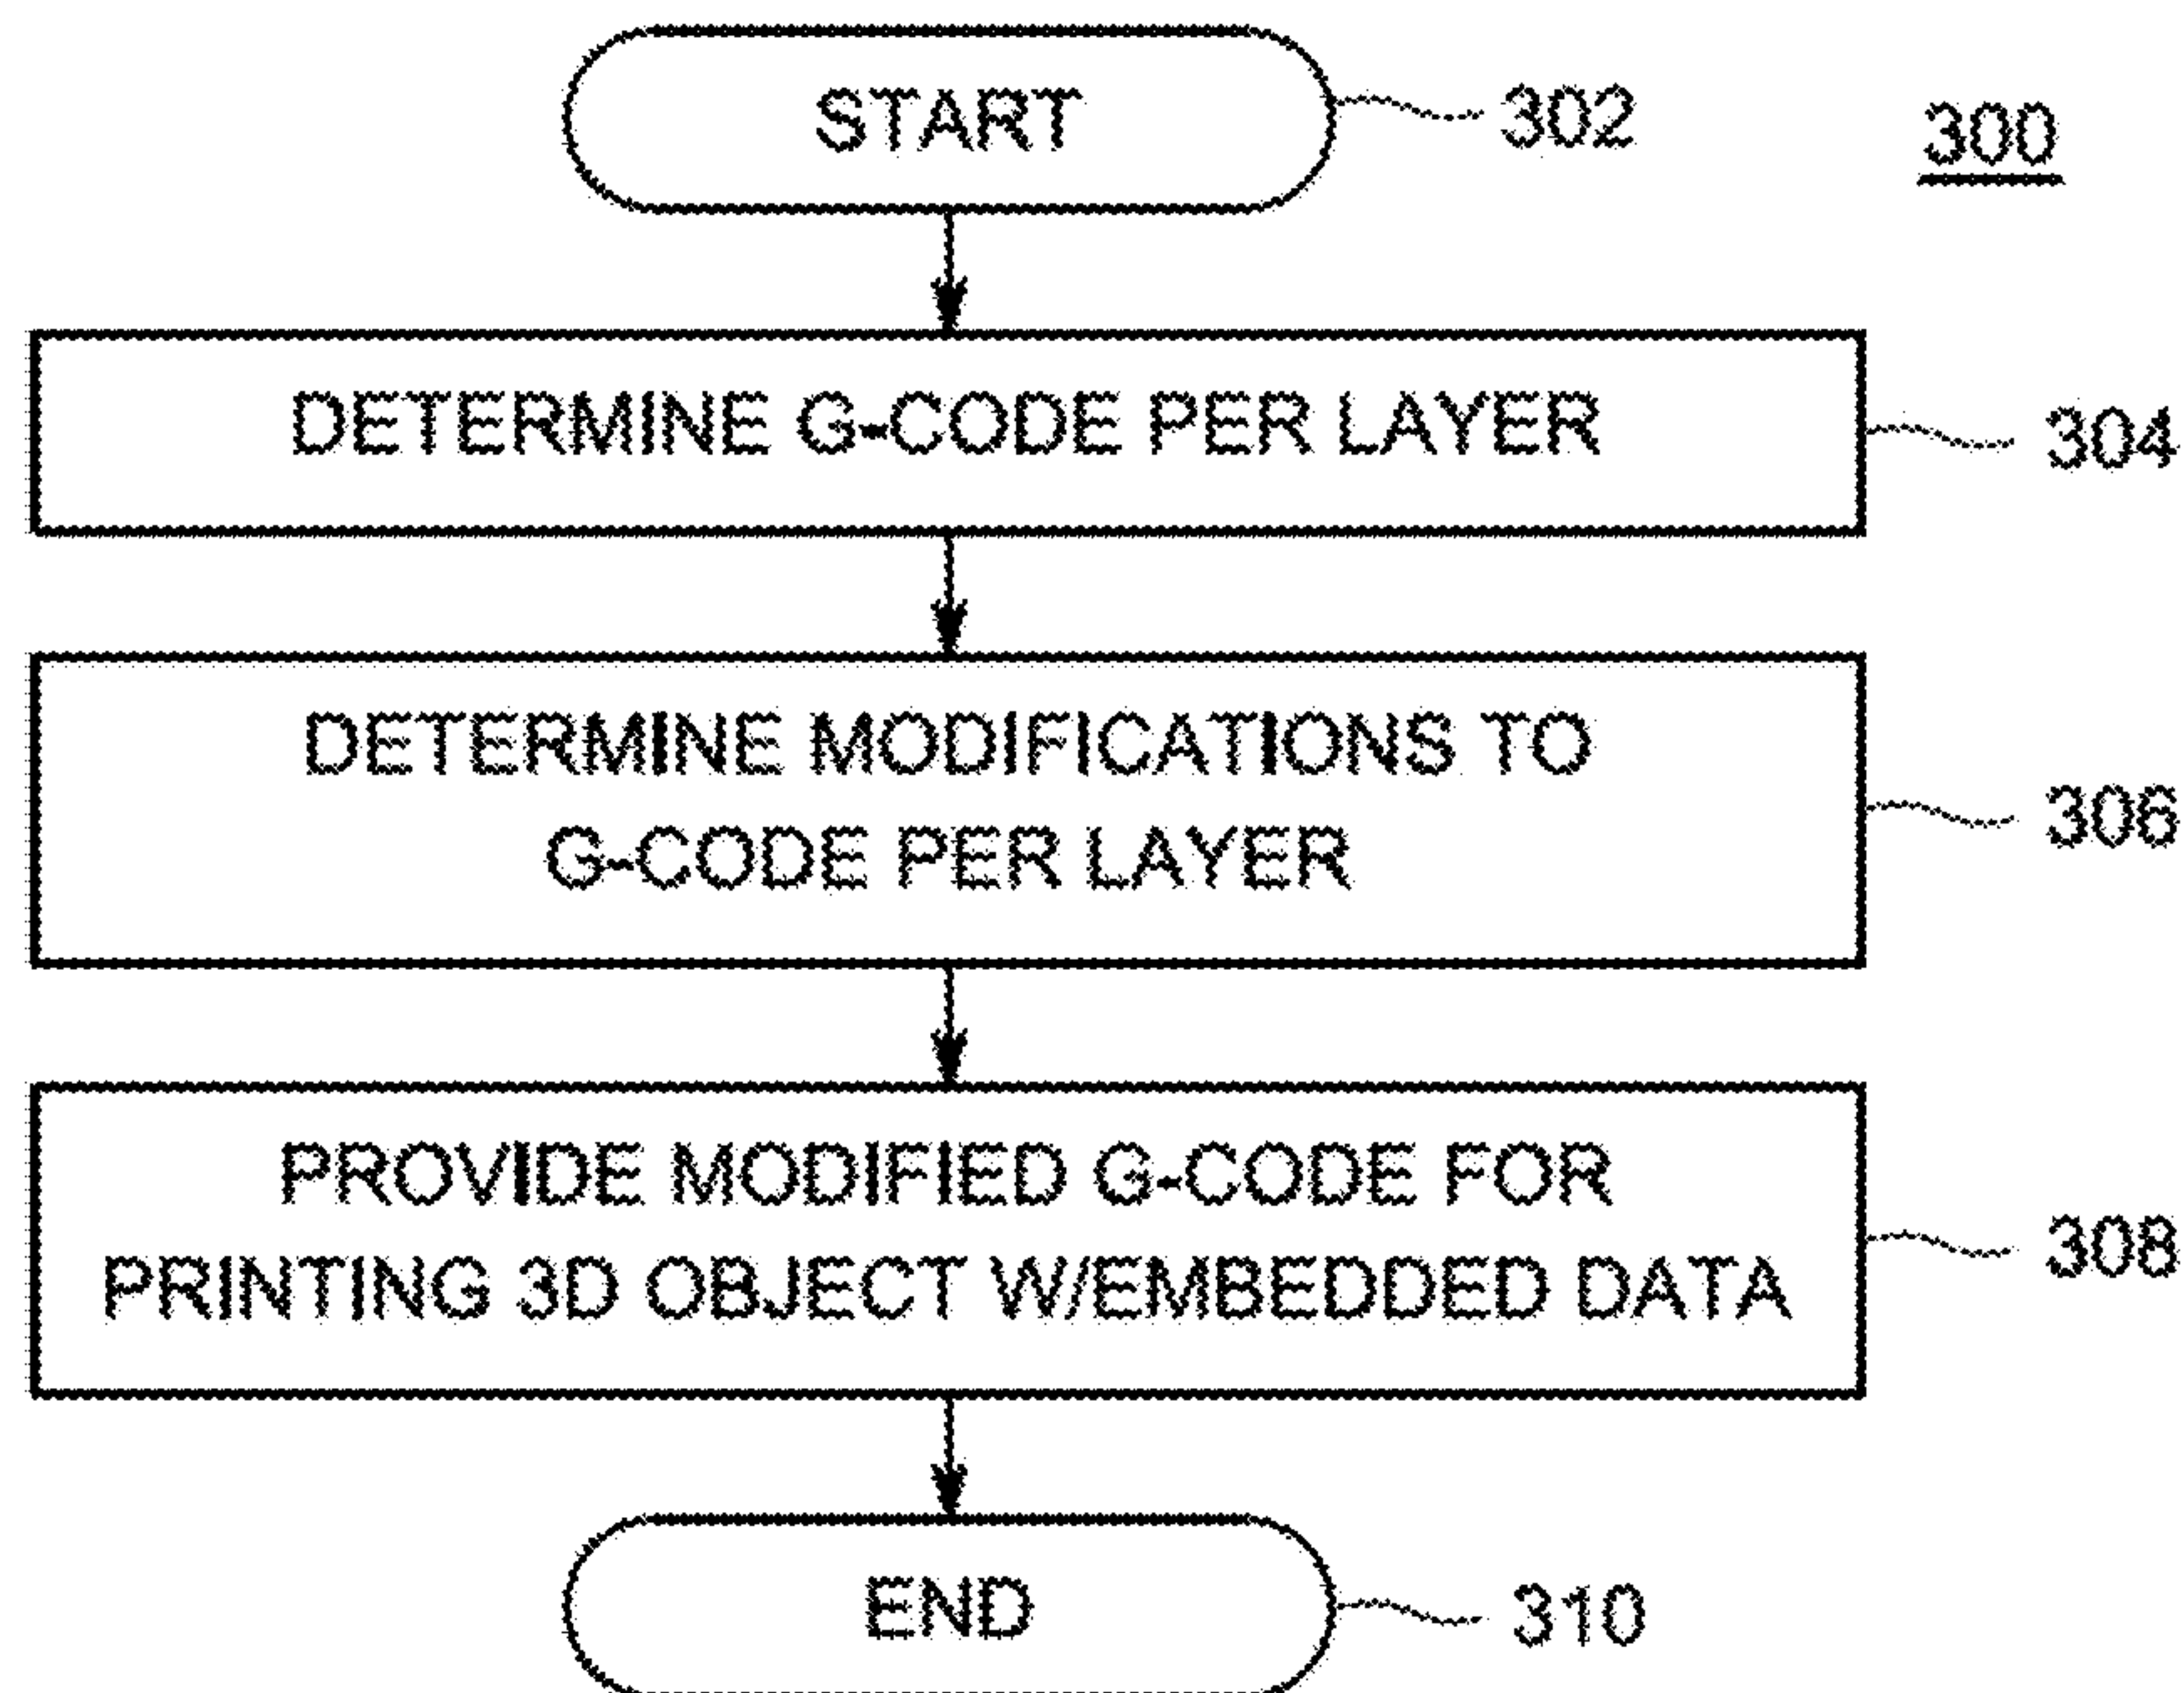 START
302
300
DETERMINE G-CODE PER LAYER
304
DETERMINE MODIFICATIONS TO
G-CODE PER LAYER
306
PROVIDE MODIFIED G-CODE FOR
PRINTING 3D OBJECT W/EMBEDDED DATA
308
END
310